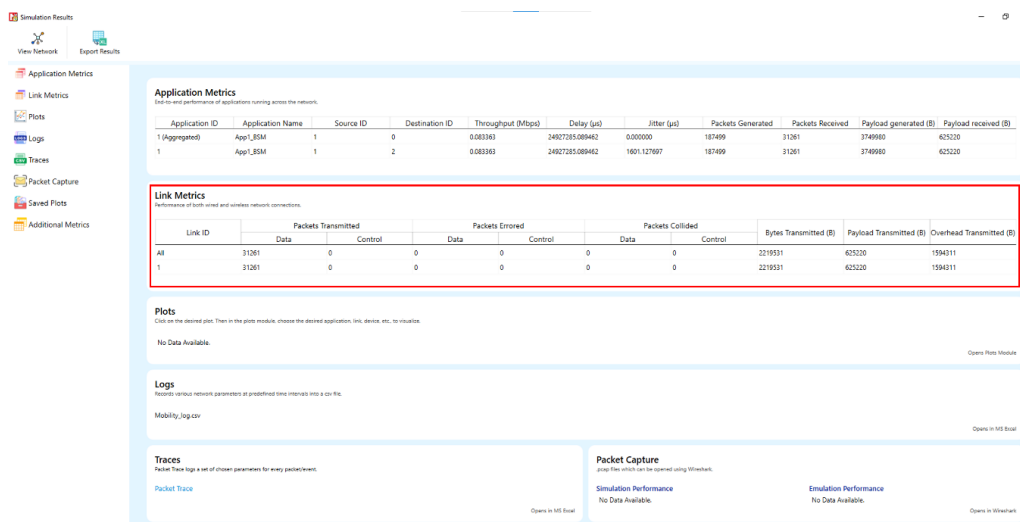 Simulation Results
View Network
Export Results
Application Metrics
Link Metrics
Plots
Logs
Traces
Packet Capture
Saved Plots
Additional Metrics
Application Metrics
End-to-end performance of applications running across the network.
Application ID Application Name Source ID Destination ID Throughput (Mbps) Delay (µs) Jitter (µs) Packets Generated Packets Received Payload generated (B) Payload received (B)
1 (Aggregated) App1_BSM 1 0 0.083363 24927285.089462 0.000000 187499 31261 3749980 625220
1 App1_BSM 1 2 0.083363 24927285.089462 1601.127697 187499 31261 3749980 625220
Link Metrics
Performance of both wired and wireless network connections.
Link ID Packets Transmitted Packets Errored Packets Collided Bytes Transmitted (B) Payload Transmitted (B) Overhead Transmitted (B)
Data Control Data Control Data Control
All 31261 0 0 0 0 0 2219531 625220 1594311
1 31261 0 0 0 0 0 2219531 625220 1594311
Plots
Click on the desired plot. Then in the plots module, choose the desired application, link, device, etc., to visualize.
No Data Available.
Opens Plots Module
Logs
Records various network parameters at predefined time intervals into a csv file.
Mobility_log.csv
Opens in MS Excel
Traces
Packet Trace logs a set of chosen parameters for every packet/event.
Packet Trace
Opens in MS Excel
Packet Capture
.pcap files which can be opened using Wireshark.
Simulation Performance
No Data Available.
Emulation Performance
No Data Available.
Opens in Wireshark